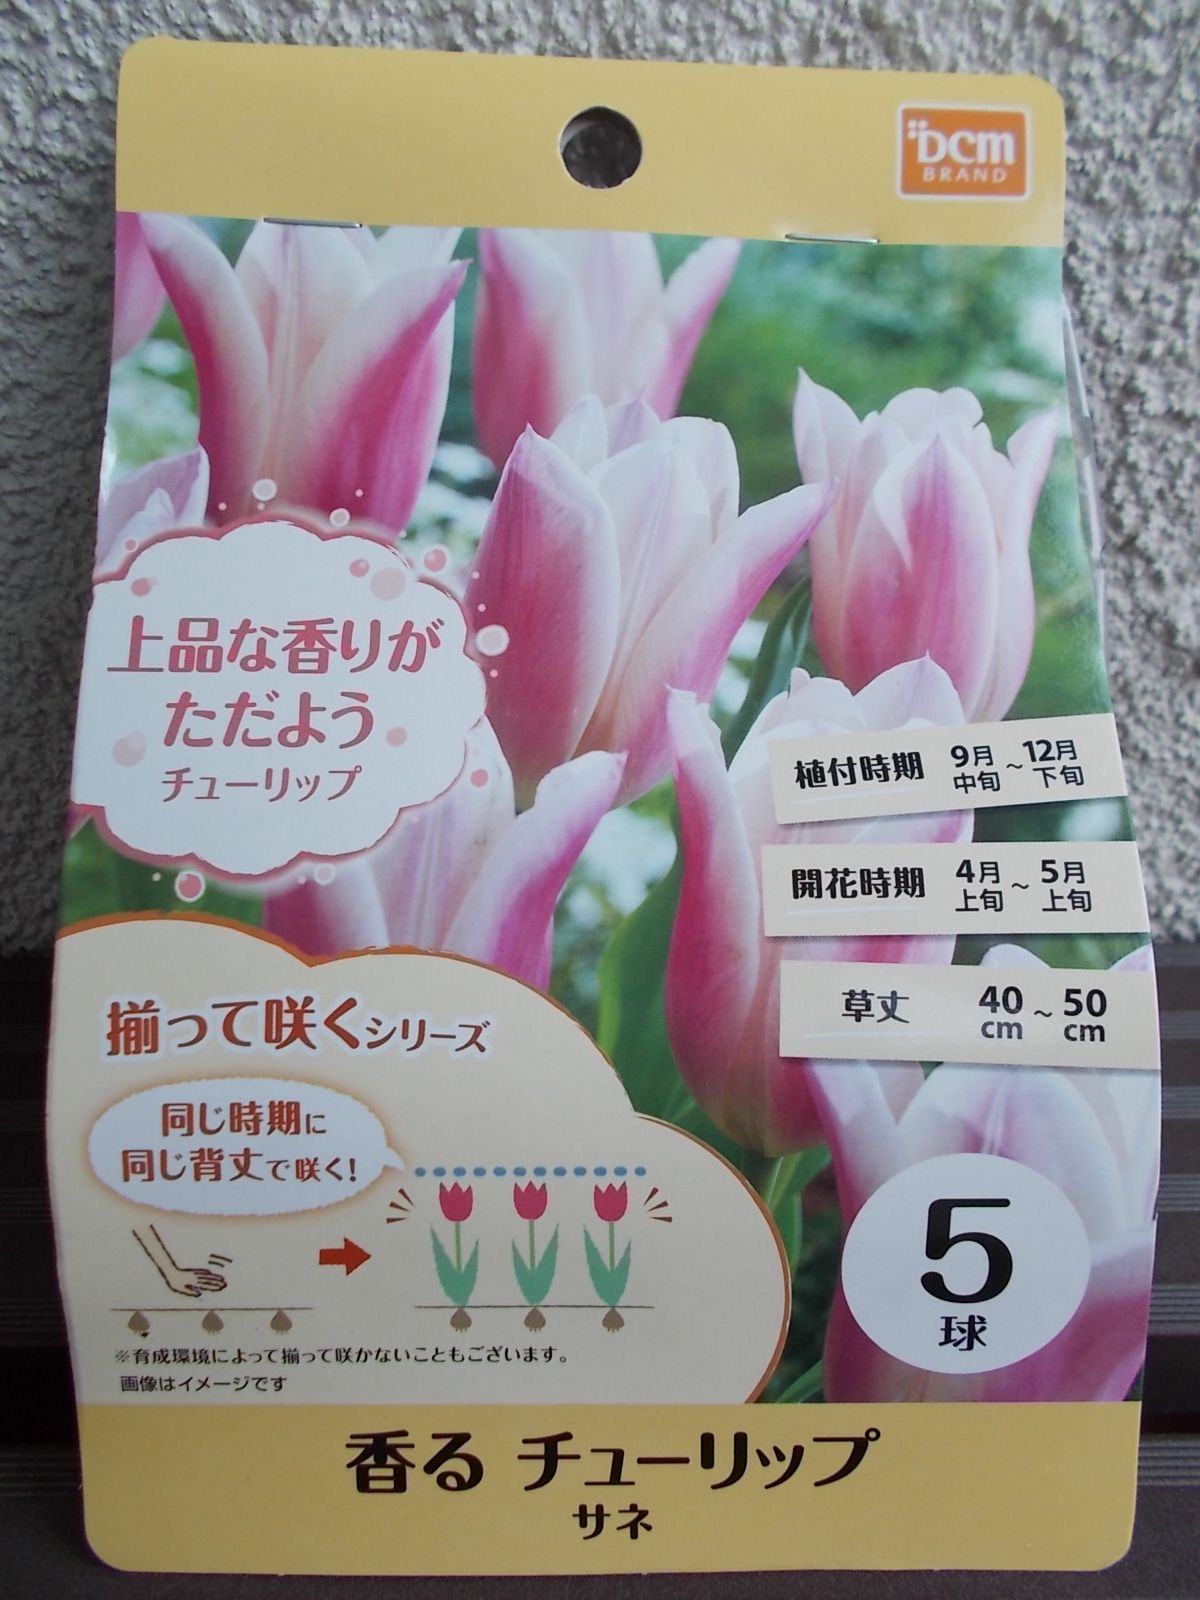 DCM
BRAND
上品な香りが
ただよう
チューリップ
植付時期 9月中旬～12月下旬
開花時期 4月上旬～5月上旬
草丈 40cm～50cm
揃って咲くシリーズ
同じ時期に
同じ背丈で咲く!
※育成環境によって揃って咲かないこともございます。
画像はイメージです
5
球
香る チューリップ
サネ